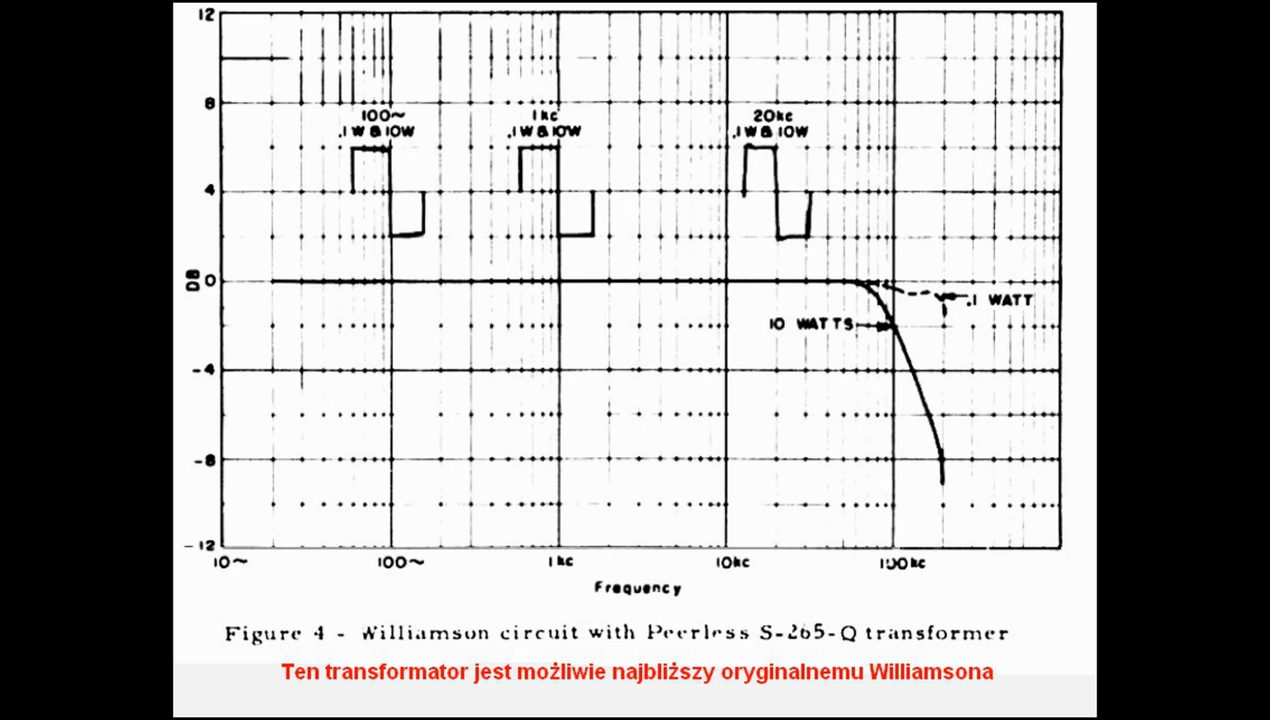 12
8
100~
.1 W & 10W
1kc
.1W & 10W
20kc
.1W & 10W
4
DB
0
.1 WATT
10 WATTS
-4
-8
-12
10~
100~
1kc
10kc
100kc
Frequency
Figure 4 - Williamson circuit with Peerless S-265-Q transformer
Ten transformator jest możliwie najbliższy oryginalnemu Williamsona